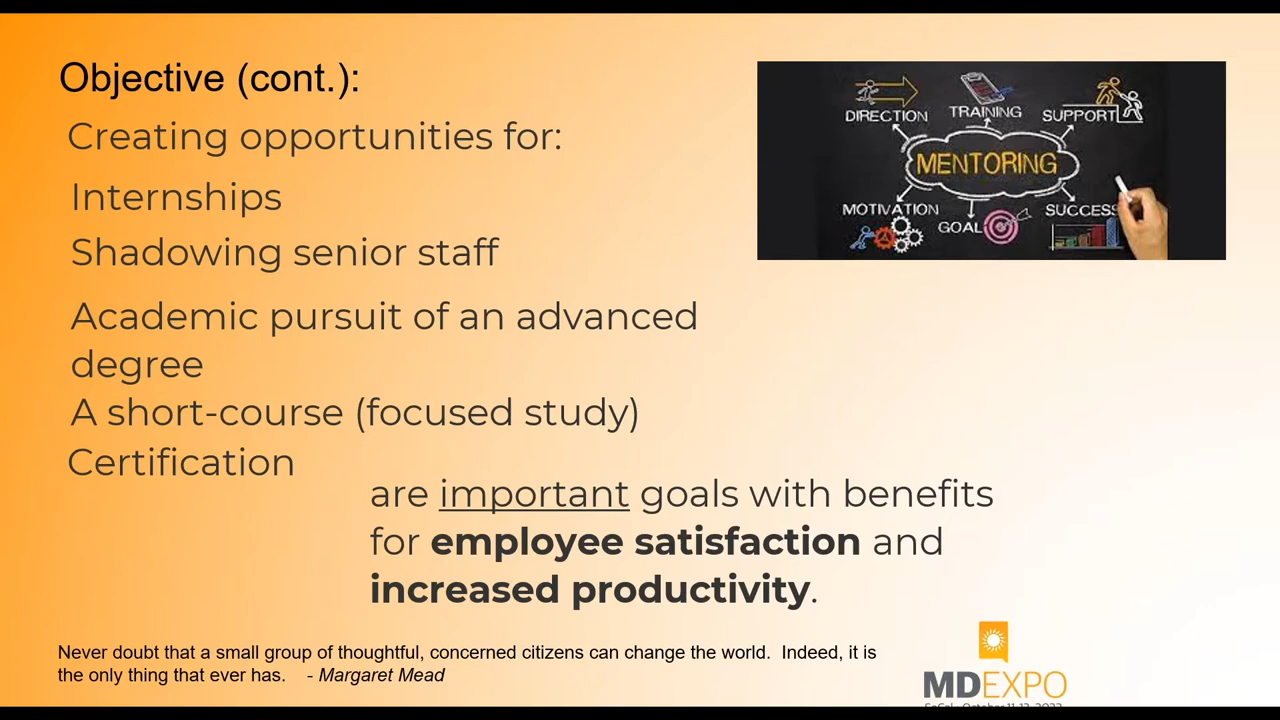 Objective (cont.):
Creating opportunities for:
Internships
Shadowing senior staff
Academic pursuit of an advanced
degree
A short-course (focused study)
Certification
are important goals with benefits
for employee satisfaction and
increased productivity.
DIRECTION
TRAINING
SUPPORT
MENTORING
MOTIVATION
GOAL
SUCCESS
Never doubt that a small group of thoughtful, concerned citizens can change the world.  Indeed, it is
the only thing that ever has.    - Margaret Mead
MDEXPO